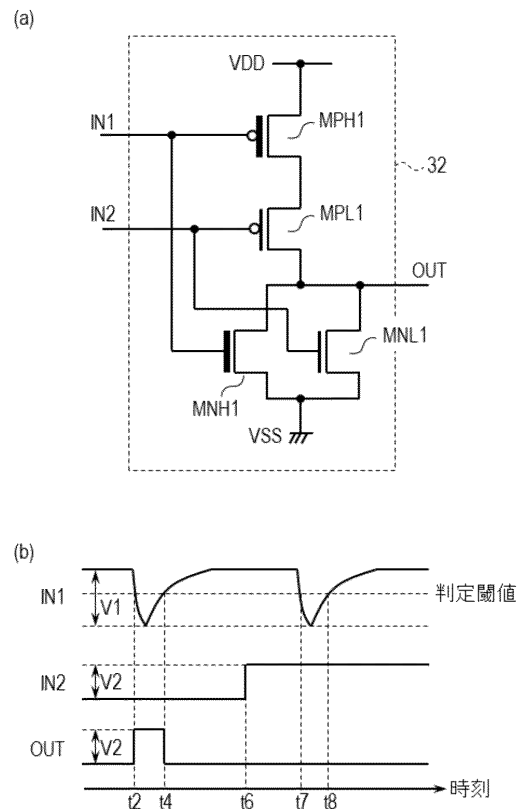 (a)
VDD
IN1
MPH1
32
IN2
MPL1
OUT
MNL1
MNH1
VSS
(b)
IN1
V1
判定閾値
IN2
V2
OUT
V2
t2 t4 t6 t7 t8 時刻